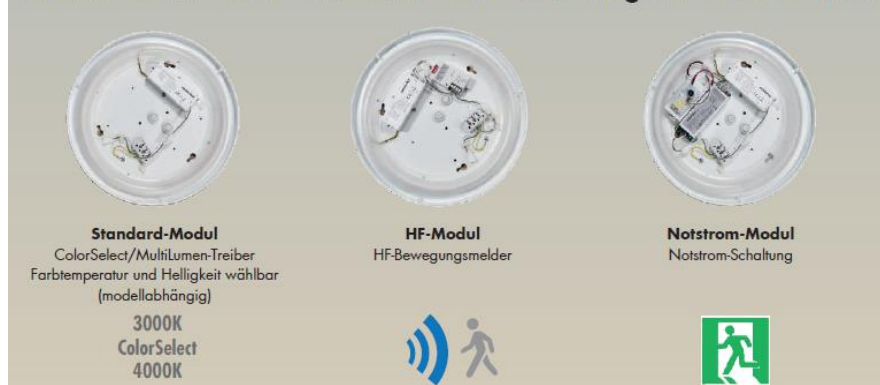 Standard-Modul
ColorSelect/MultiLumen-Treiber
Farbtemperatur und Helligkeit wählbar
(modellabhängig)
3000K
ColorSelect
4000K
HF-Modul
HF-Bewegungsmelder
Notstrom-Modul
Notstrom-Schaltung